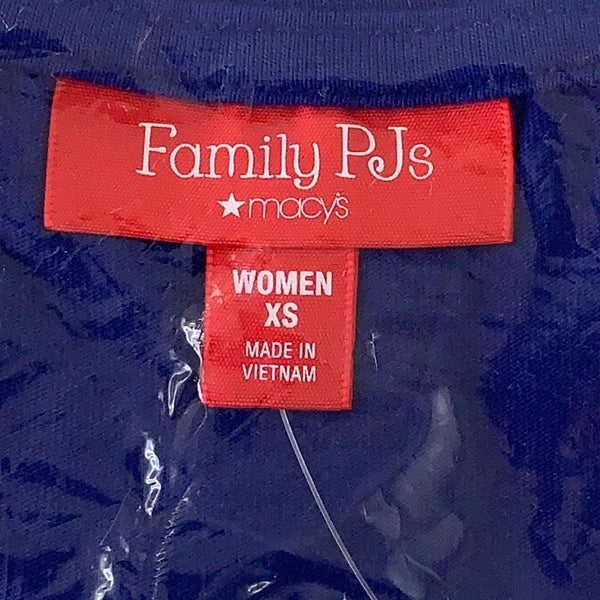 Family PJs
★macy's
WOMEN
XS
MADE IN
VIETNAM